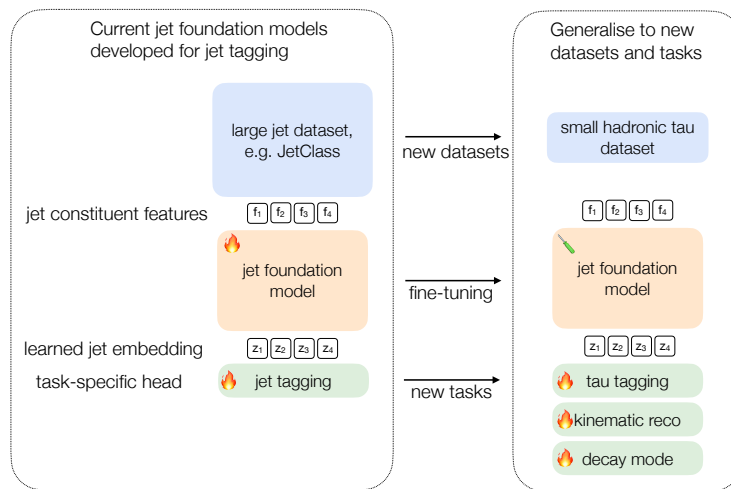 Current jet foundation models
developed for jet tagging
large jet dataset,
e.g. JetClass
jet constituent features
f1 f2 f3 f4
jet foundation
model
learned jet embedding
z1 z2 z3 z4
task-specific head
jet tagging
new datasets
fine-tuning
new tasks
Generalise to new
datasets and tasks
small hadronic tau
dataset
f1 f2 f3 f4
jet foundation
model
z1 z2 z3 z4
tau tagging
kinematic reco
decay mode